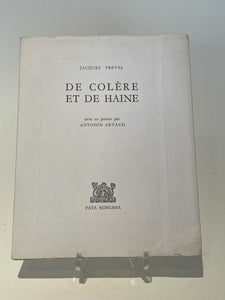 JACQUES PREVEL
DE COLÈRE
ET DE HAINE
avec un poème par
ANTONIN ARTAUD
FATA MORGANA